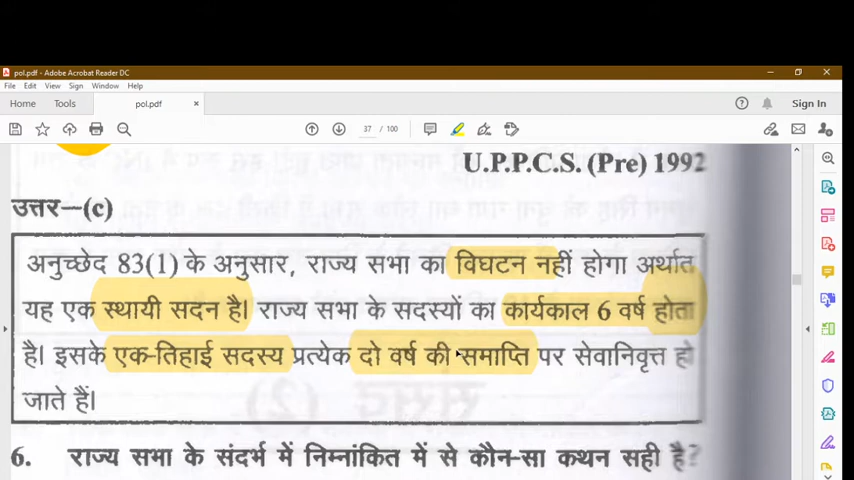 pol.pdf - Adobe Acrobat Reader DC
File Edit View Sign Window Help
Home Tools pol.pdf × Sign In
37 / 100
U.P.P.C.S. (Pre) 1992
उत्तर–(c)
अनुच्छेद 83(1) के अनुसार, राज्य सभा का विघटन नहीं होगा अर्थात
यह एक स्थायी सदन है। राज्य सभा के सदस्यों का कार्यकाल 6 वर्ष होता
है। इसके एक-तिहाई सदस्य प्रत्येक दो वर्ष की समाप्ति पर सेवानिवृत्त हो
जाते हैं।
6. राज्य सभा के संदर्भ में निम्नांकित में से कौन-सा कथन सही है?